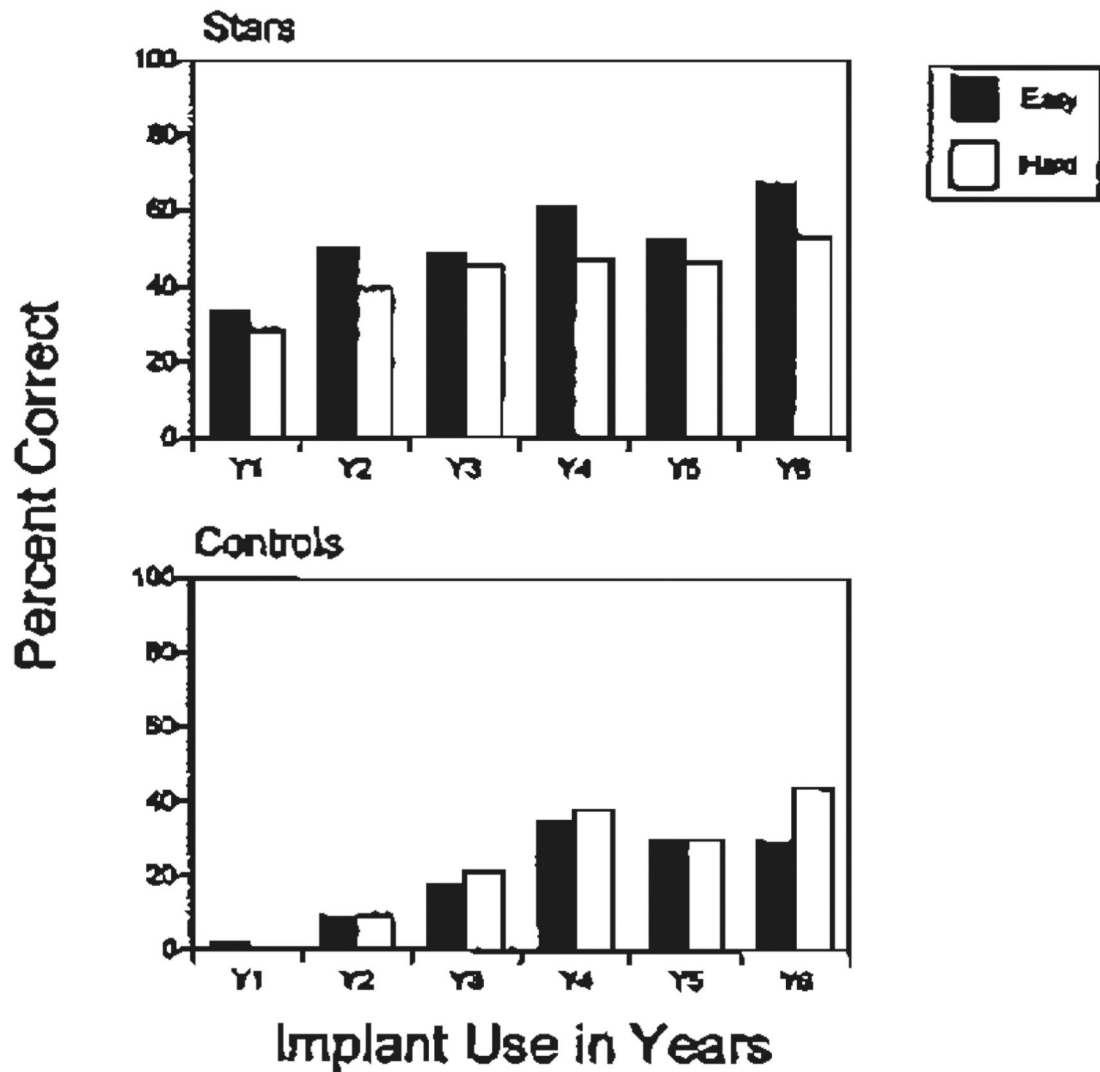 Stars
100
80
60
40
20
0
Y1 Y2 Y3 Y4 Y5 Y6
Easy
Hard
Percent Correct
Controls
100
80
60
40
20
0
Y1 Y2 Y3 Y4 Y5 Y6
Implant Use in Years